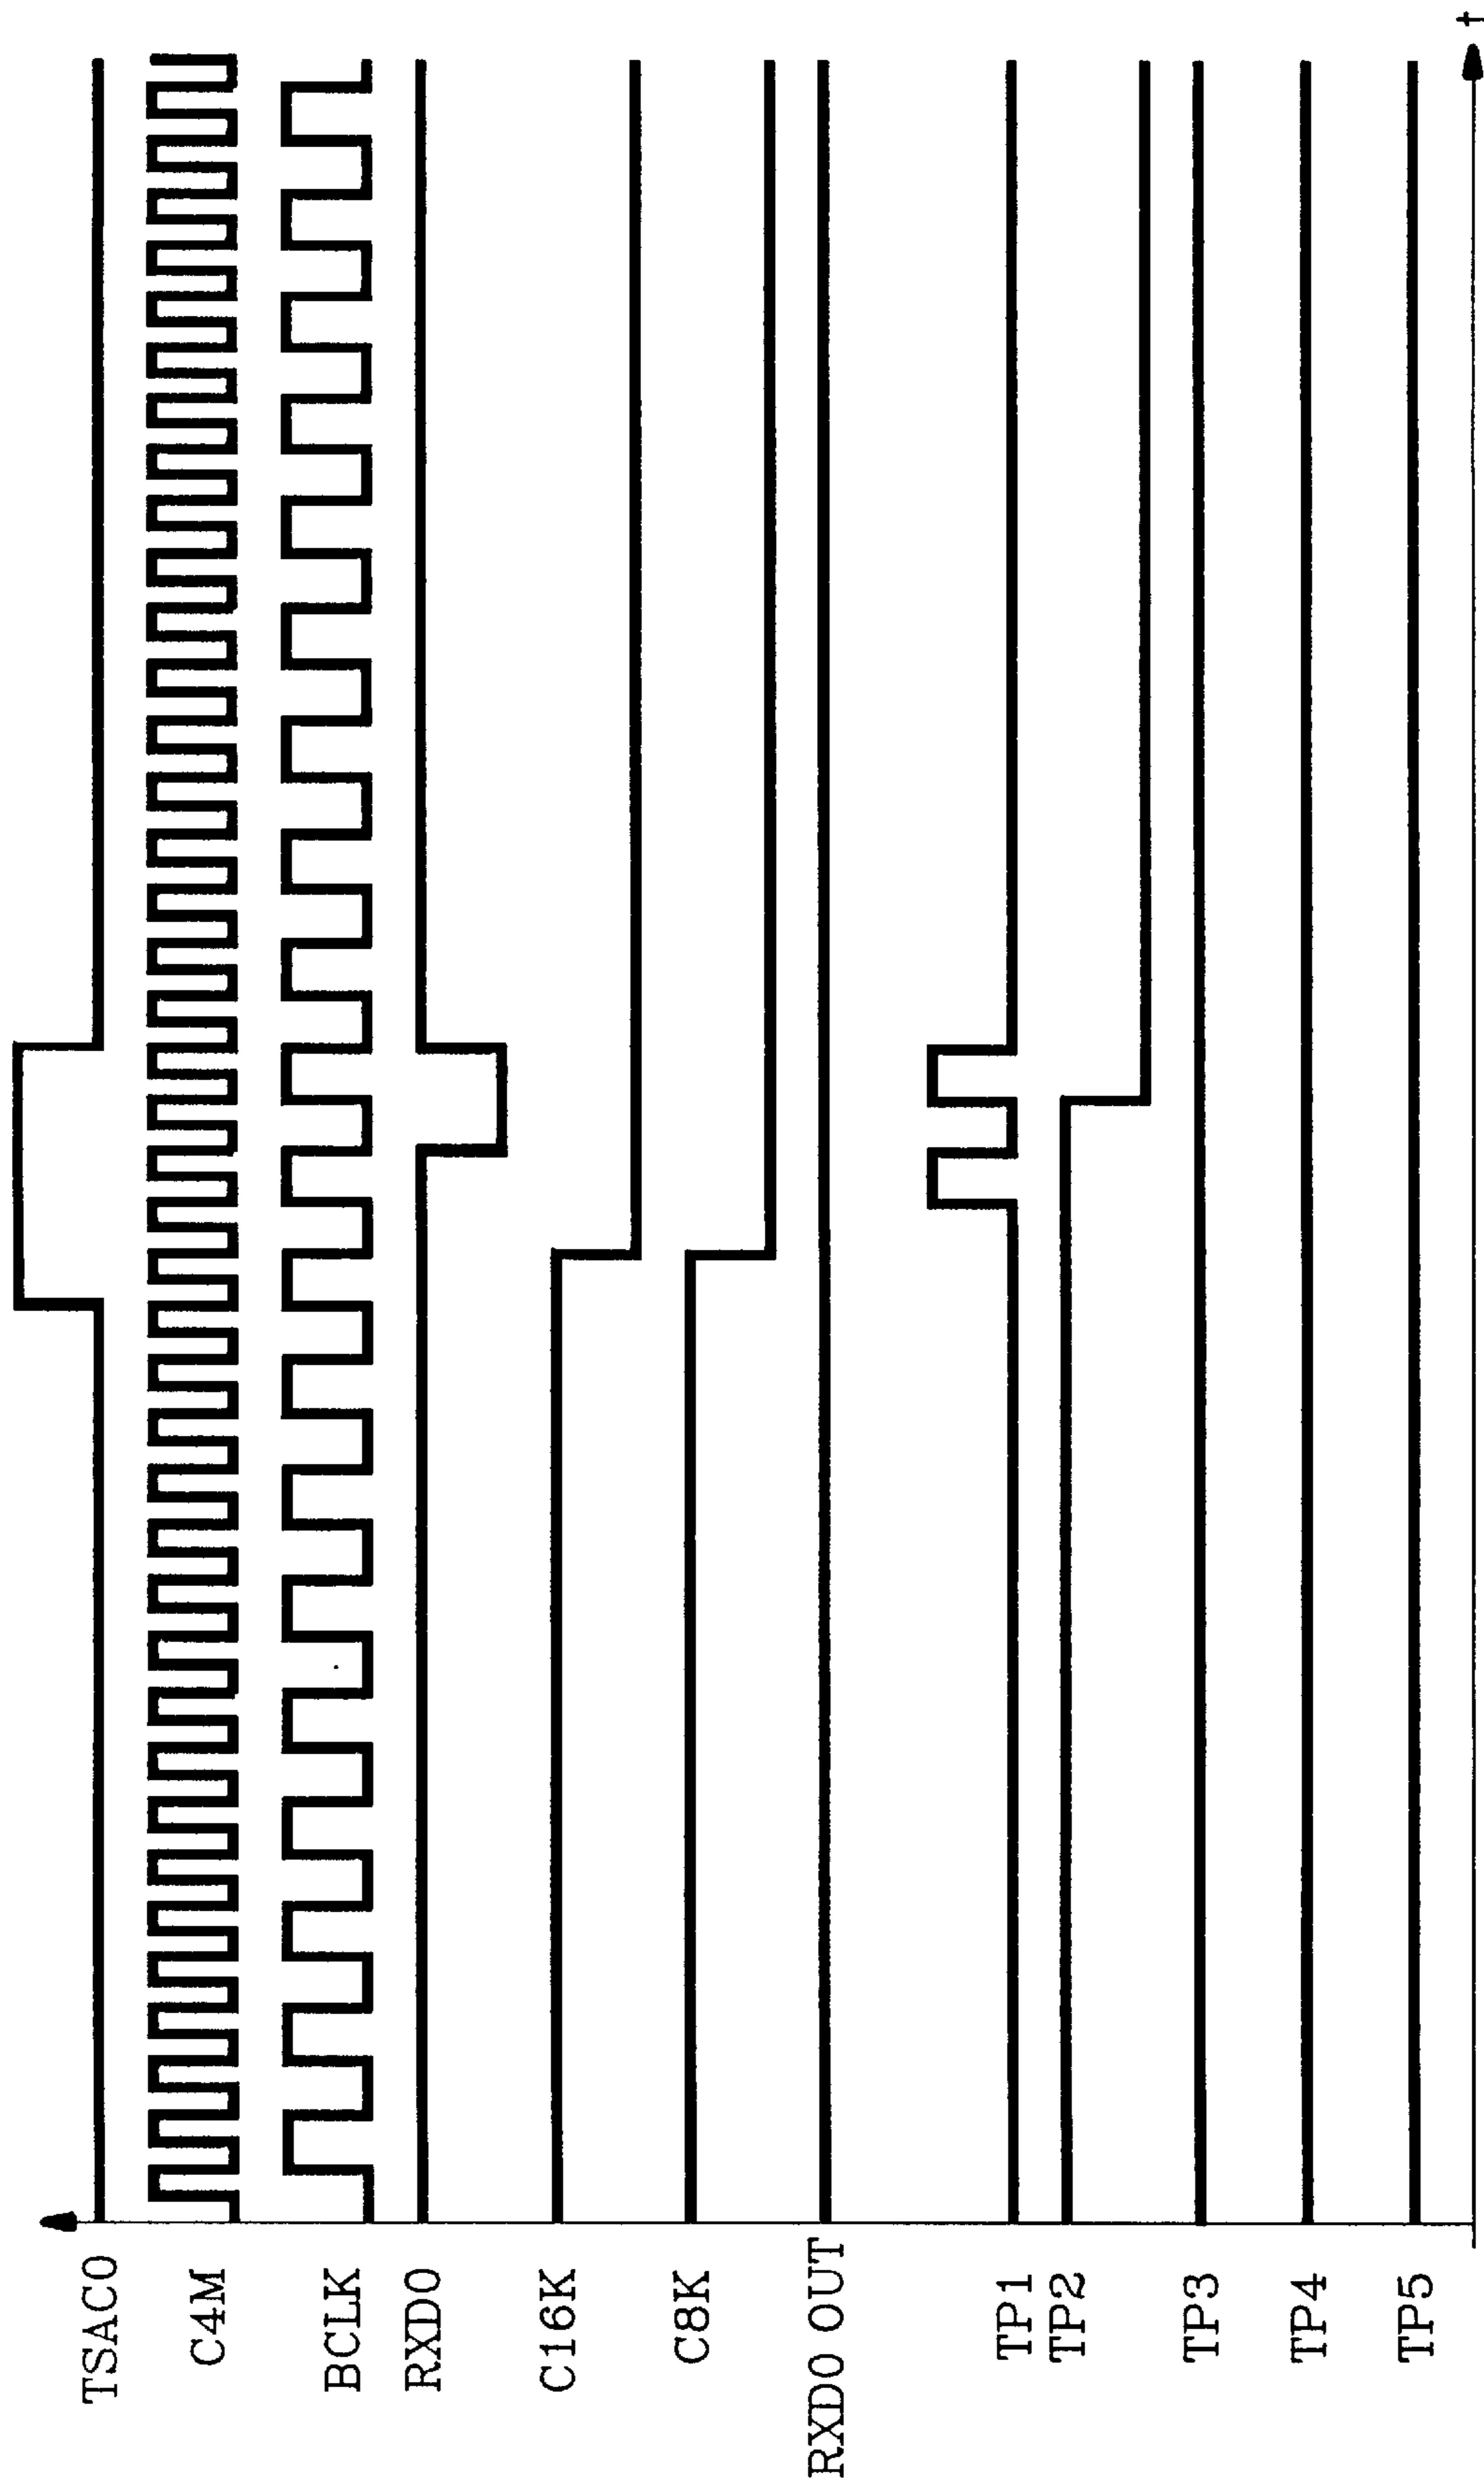 TSAC0
C4M
BCLK
RXD0
C16K
C8K
RXD0 OUT
TP1
TP2
TP3
TP4
TP5
t